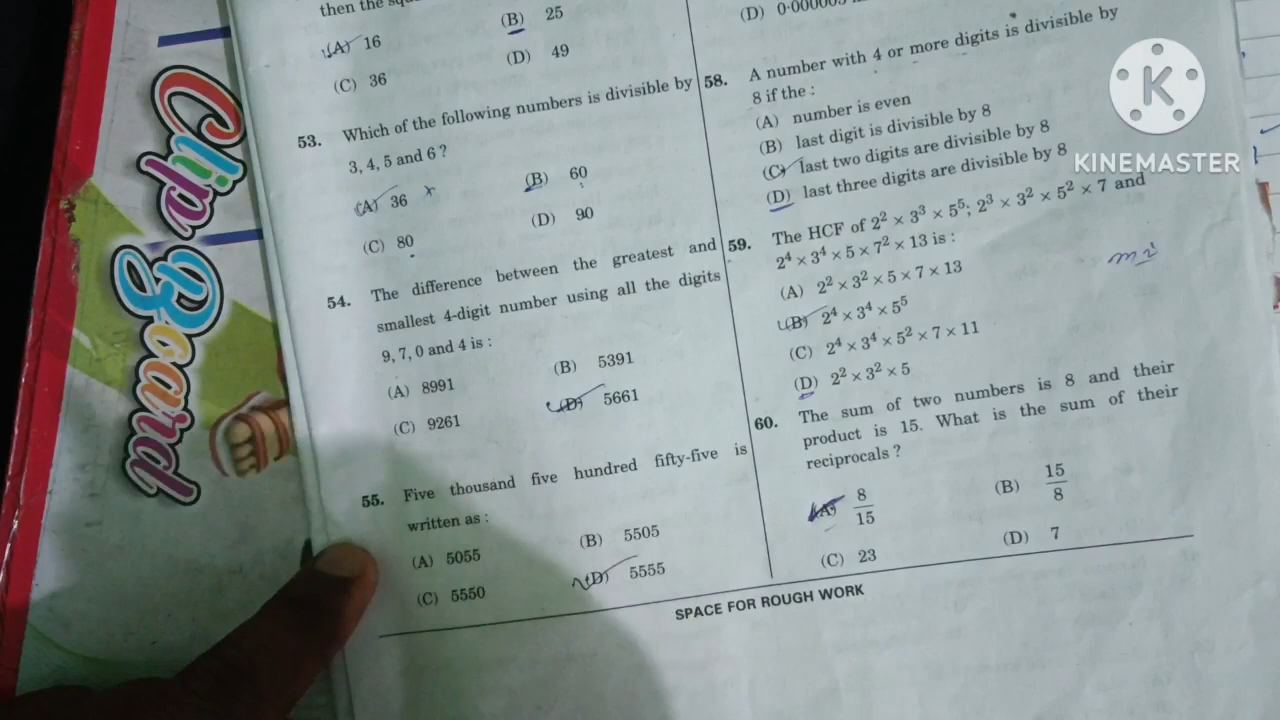 then the
(A) 16
(B) 25
(C) 36
(D) 49
53. Which of the following numbers is divisible by
3, 4, 5 and 6 ?
(A) 36 x
(B) 60
(C) 80
(D) 90
54. The difference between the greatest and
smallest 4-digit number using all the digits
9, 7, 0 and 4 is :
(A) 8991
(B) 5391
(C) 9261
(D) 5661
55. Five thousand five hundred fifty-five is
written as :
(A) 5055
(B) 5505
(C) 5550
(D) 5555
(D)
58. A number with 4 or more digits is divisible by
8 if the :
(A) number is even
(B) last digit is divisible by 8
(C) last two digits are divisible by 8
(D) last three digits are divisible by 8
59. The HCF of 2² × 3³ × 5⁵; 2³ × 3² × 5² × 7 and
2⁴ × 3⁴ × 5 × 7² × 13 is :
(A) 2² × 3² × 5 × 7 × 13
(B) 2⁴ × 3⁴ × 5⁵
(C) 2⁴ × 3⁴ × 5² × 7 × 11
(D) 2² × 3² × 5
60. The sum of two numbers is 8 and their
product is 15. What is the sum of their
reciprocals ?
(A) 8/15
(B) 15/8
(C) 23
(D) 7
SPACE FOR ROUGH WORK
Clip Board
K
KINEMASTER